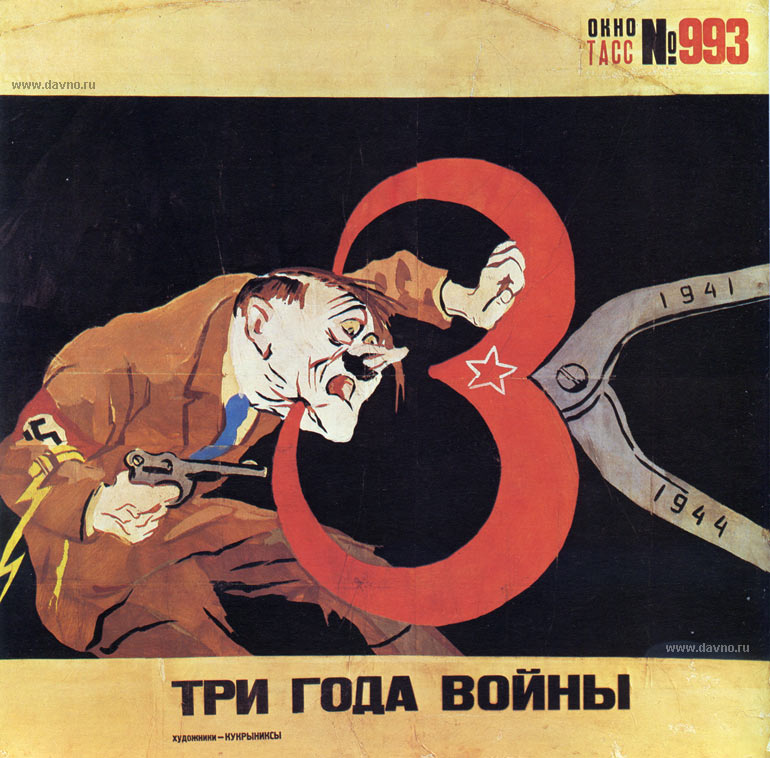 ОКНО
ТАСС
№993
www.davno.ru
1941
1944
www.davno.ru
ТРИ ГОДА ВОЙНЫ
ХУДОЖНИКИ–КУКРЫНИКСЫ